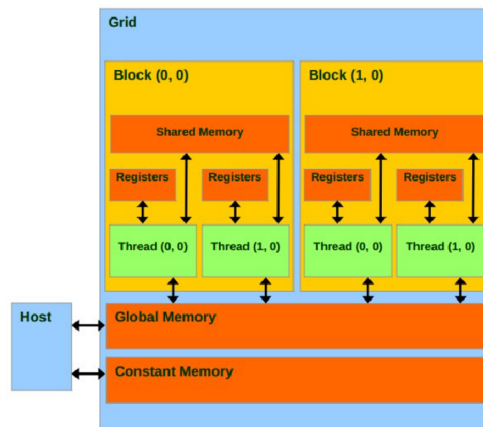 Grid
Block (0, 0)
Block (1, 0)
Shared Memory
Shared Memory
Registers
Registers
Registers
Registers
Thread (0, 0)
Thread (1, 0)
Thread (0, 0)
Thread (1, 0)
Host
Global Memory
Constant Memory